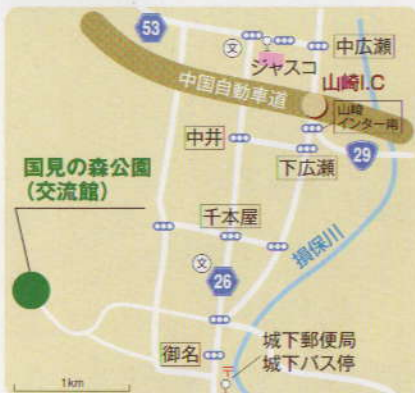 53
文
中広瀬
ジャスコ
中国自動車道
山崎I.C
山崎
インター南
中井
下広瀬
29
国見の森公園
(交流館)
千本屋
揖保川
文
26
御名
〒
城下郵便局
城下バス停
1km